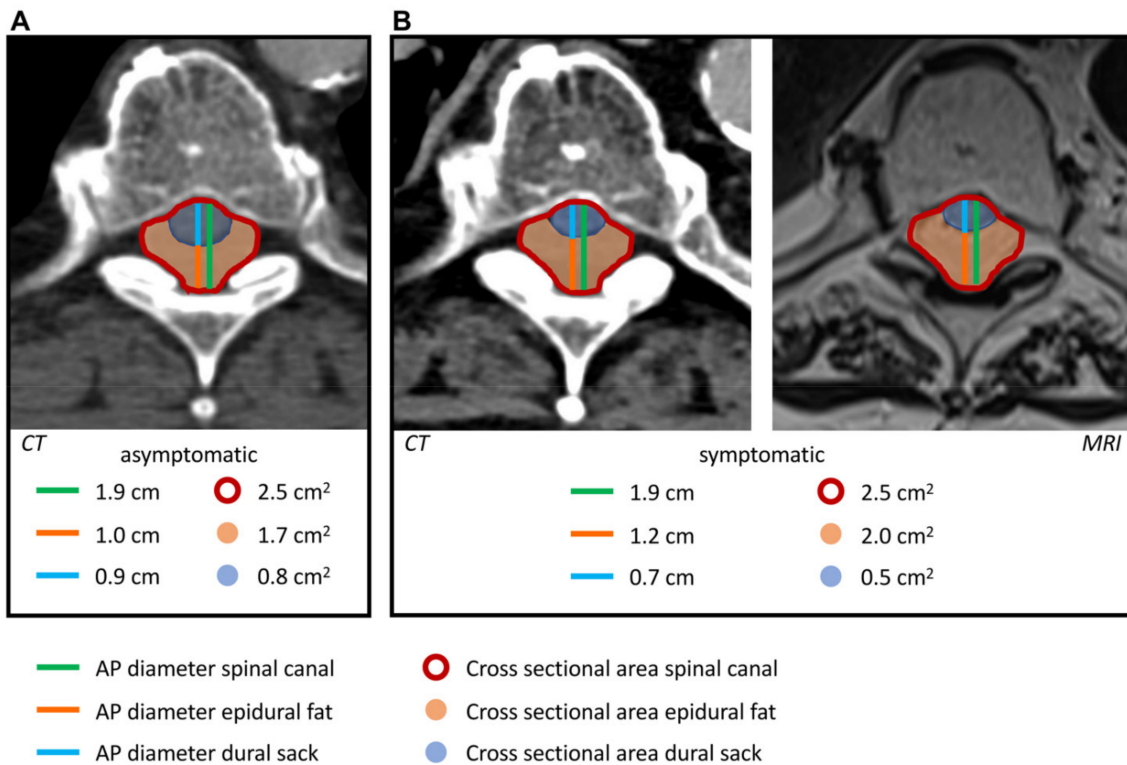 A
B
CT
asymptomatic
1.9 cm
2.5 cm²
1.0 cm
1.7 cm²
0.9 cm
0.8 cm²
CT
symptomatic
MRI
1.9 cm
2.5 cm²
1.2 cm
2.0 cm²
0.7 cm
0.5 cm²
AP diameter spinal canal
Cross sectional area spinal canal
AP diameter epidural fat
Cross sectional area epidural fat
AP diameter dural sack
Cross sectional area dural sack